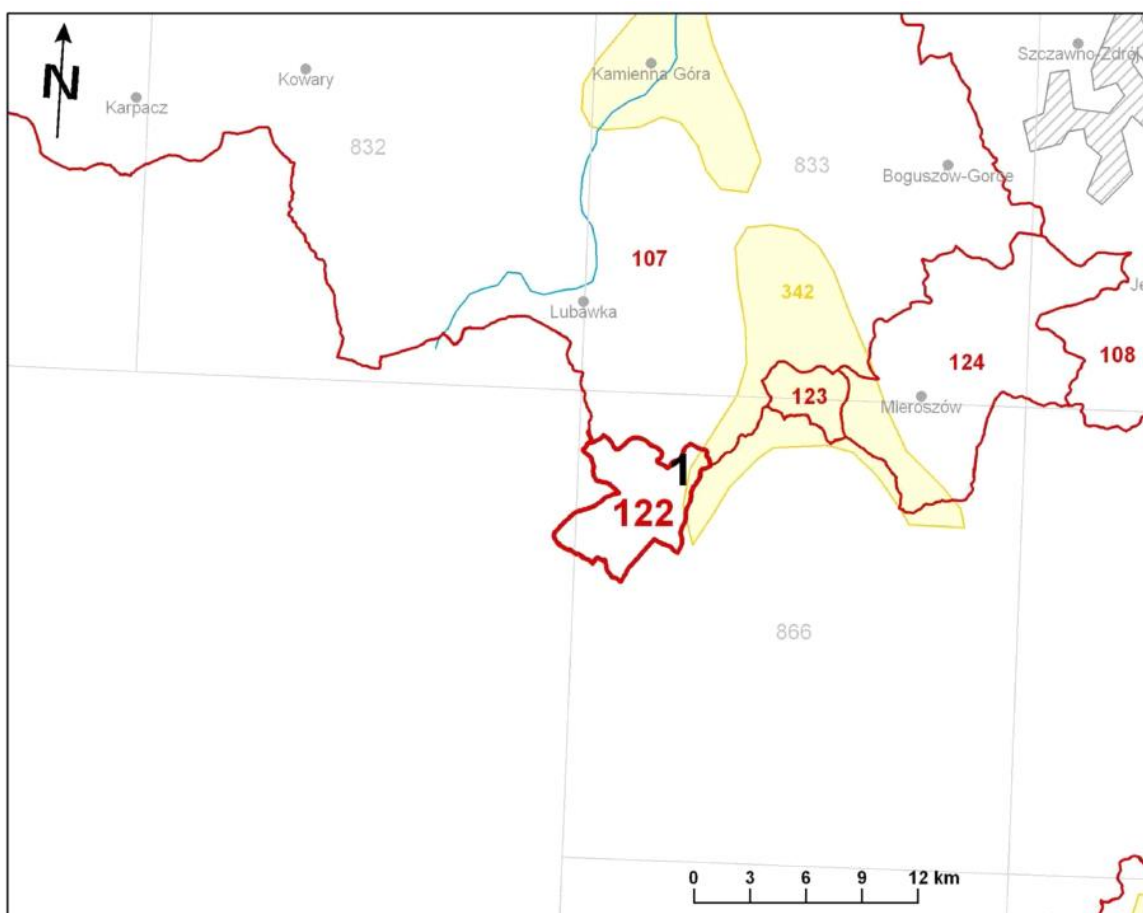 N
Szczawno-Zdrój
Kamienna Góra
Kowary
Karpacz
832
833
Boguszów-Gorce
107
342
Je
Lubawka
124
108
123
Mieroszów
1
122
866
0 3 6 9 12 km